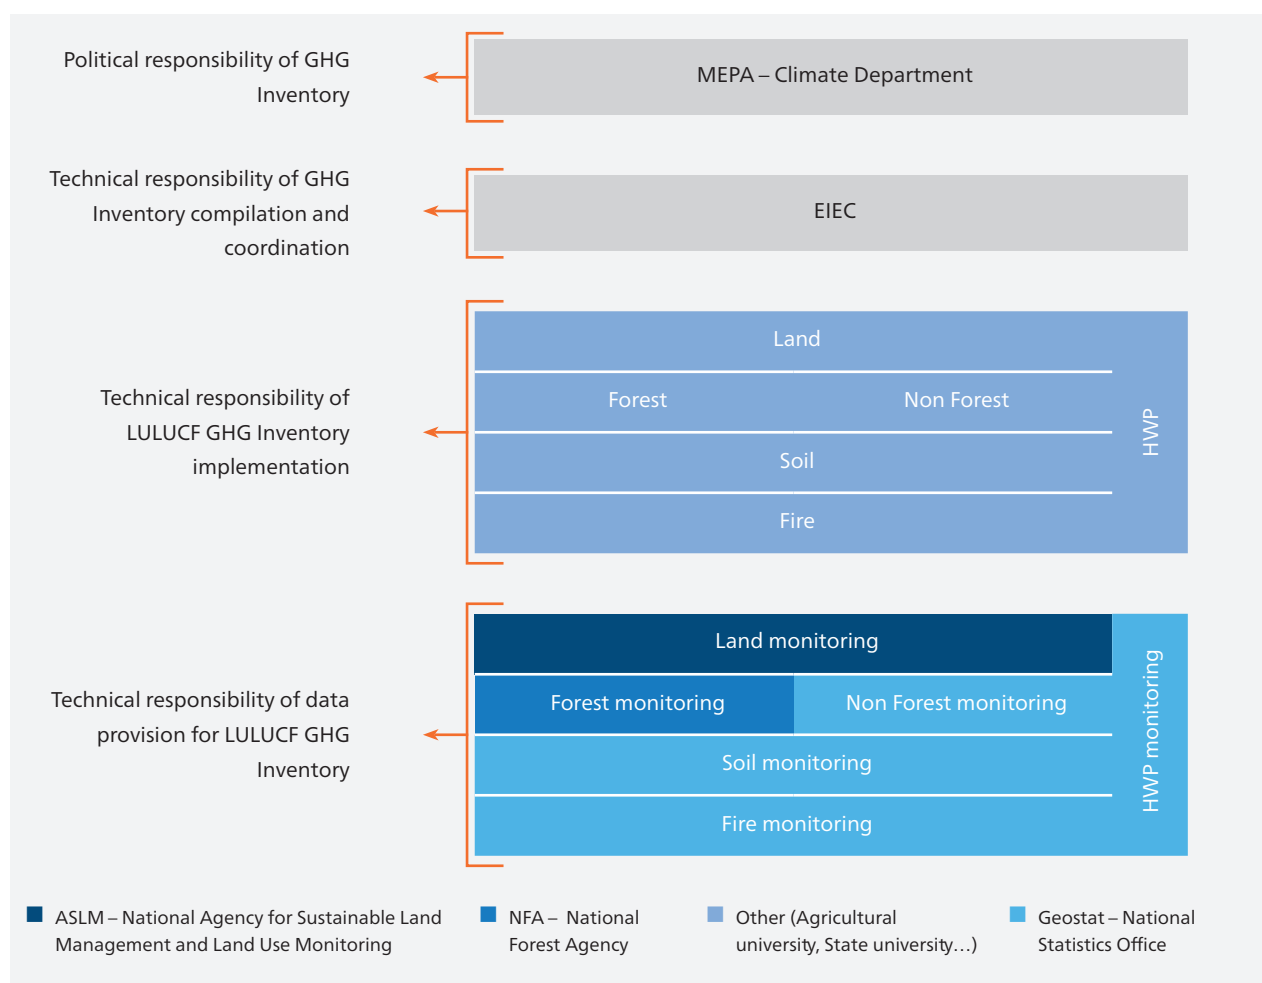 Political responsibility of GHG
Inventory
MEPA – Climate Department
Technical responsibility of GHG
Inventory compilation and
coordination
EIEC
Technical responsibility of
LULUCF GHG Inventory
implementation
Land
Forest
Non Forest
Soil
Fire
HWP
Technical responsibility of data
provision for LULUCF GHG
Inventory
Land monitoring
Forest monitoring
Non Forest monitoring
Soil monitoring
Fire monitoring
HWP monitoring
ASLM – National Agency for Sustainable Land
Management and Land Use Monitoring
NFA – National
Forest Agency
Other (Agricultural
university, State university…)
Geostat – National
Statistics Office